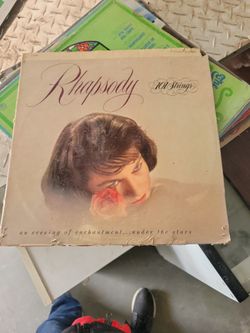 Rhapsody
101 Strings
an evening of enchantment...under the stars